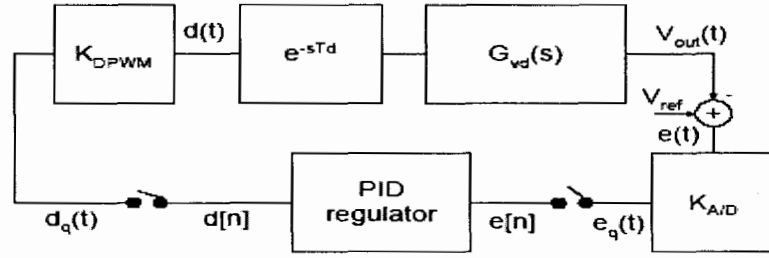 K_DPWM
d(t)
e^-sTd
G_vd(s)
V_out(t)
-
V_ref
+
e(t)
K_A/D
e_q(t)
e[n]
PID
regulator
d[n]
d_q(t)